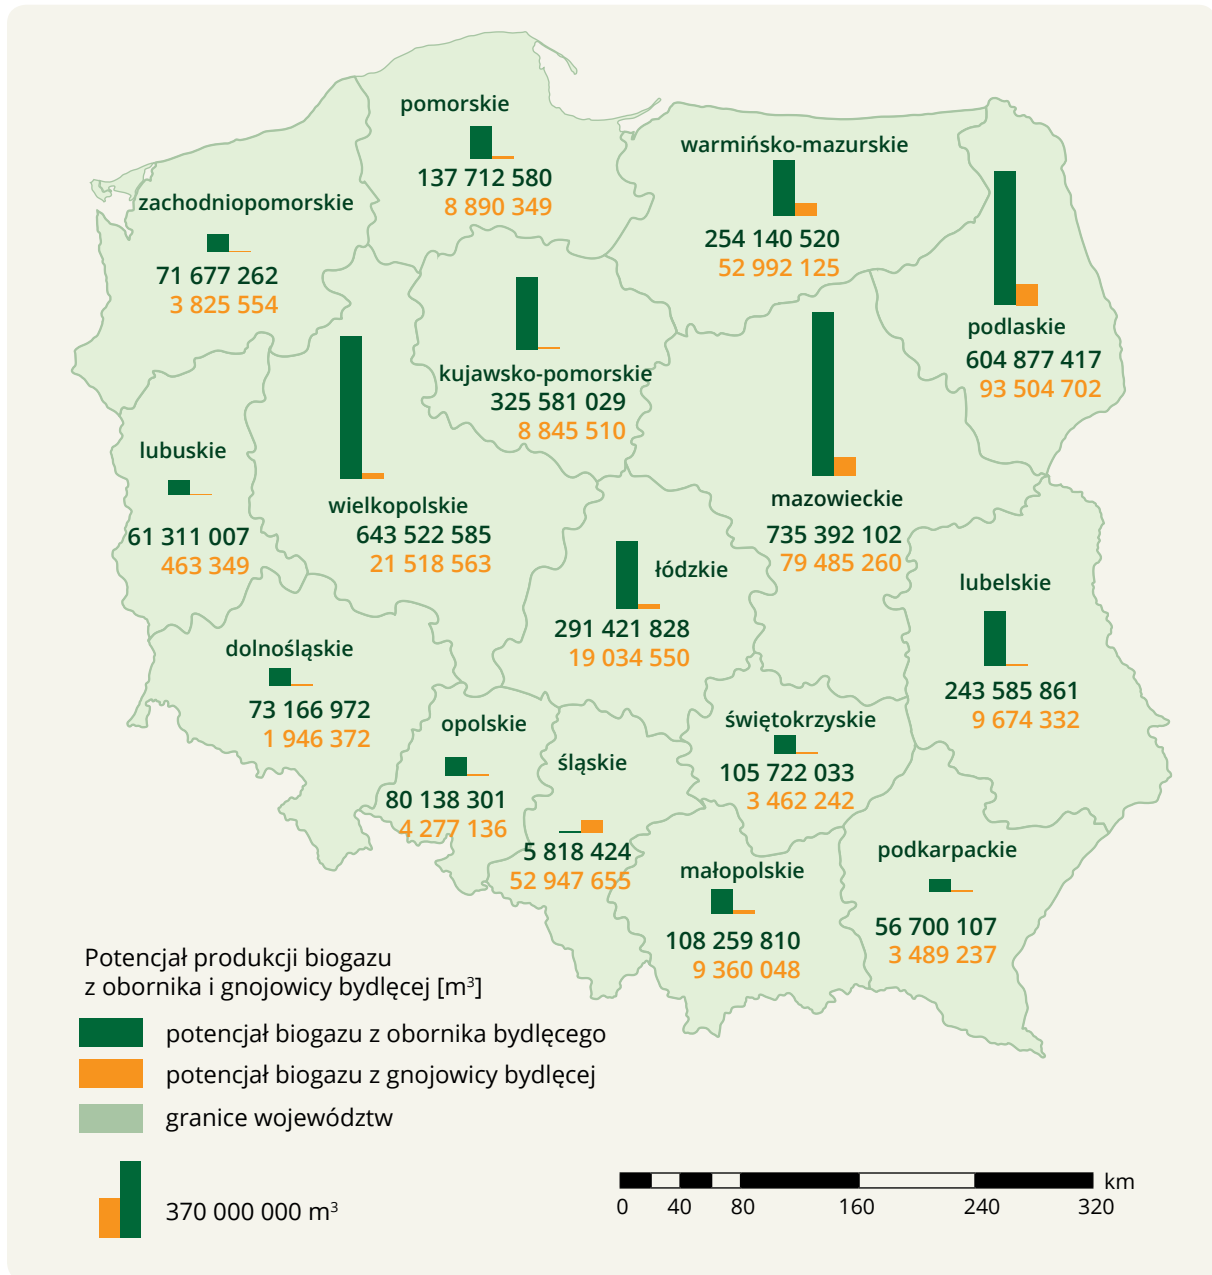 pomorskie
137 712 580
8 890 349
warmińsko-mazurskie
254 140 520
52 992 125
zachodniopomorskie
71 677 262
3 825 554
podlaskie
604 877 417
93 504 702
kujawsko-pomorskie
325 581 029
8 845 510
lubuskie
61 311 007
463 349
wielkopolskie
643 522 585
21 518 563
mazowieckie
735 392 102
79 485 260
łódzkie
291 421 828
19 034 550
lubelskie
243 585 861
9 674 332
dolnośląskie
73 166 972
1 946 372
opolskie
80 138 301
4 277 136
śląskie
5 818 424
52 947 655
świętokrzyskie
105 722 033
3 462 242
małopolskie
108 259 810
9 360 048
podkarpackie
56 700 107
3 489 237
Potencjał produkcji biogazu
z obornika i gnojowicy bydlęcej [m³]
potencjał biogazu z obornika bydlęcego
potencjał biogazu z gnojowicy bydlęcej
granice województw
370 000 000 m³
km
0 40 80 160 240 320